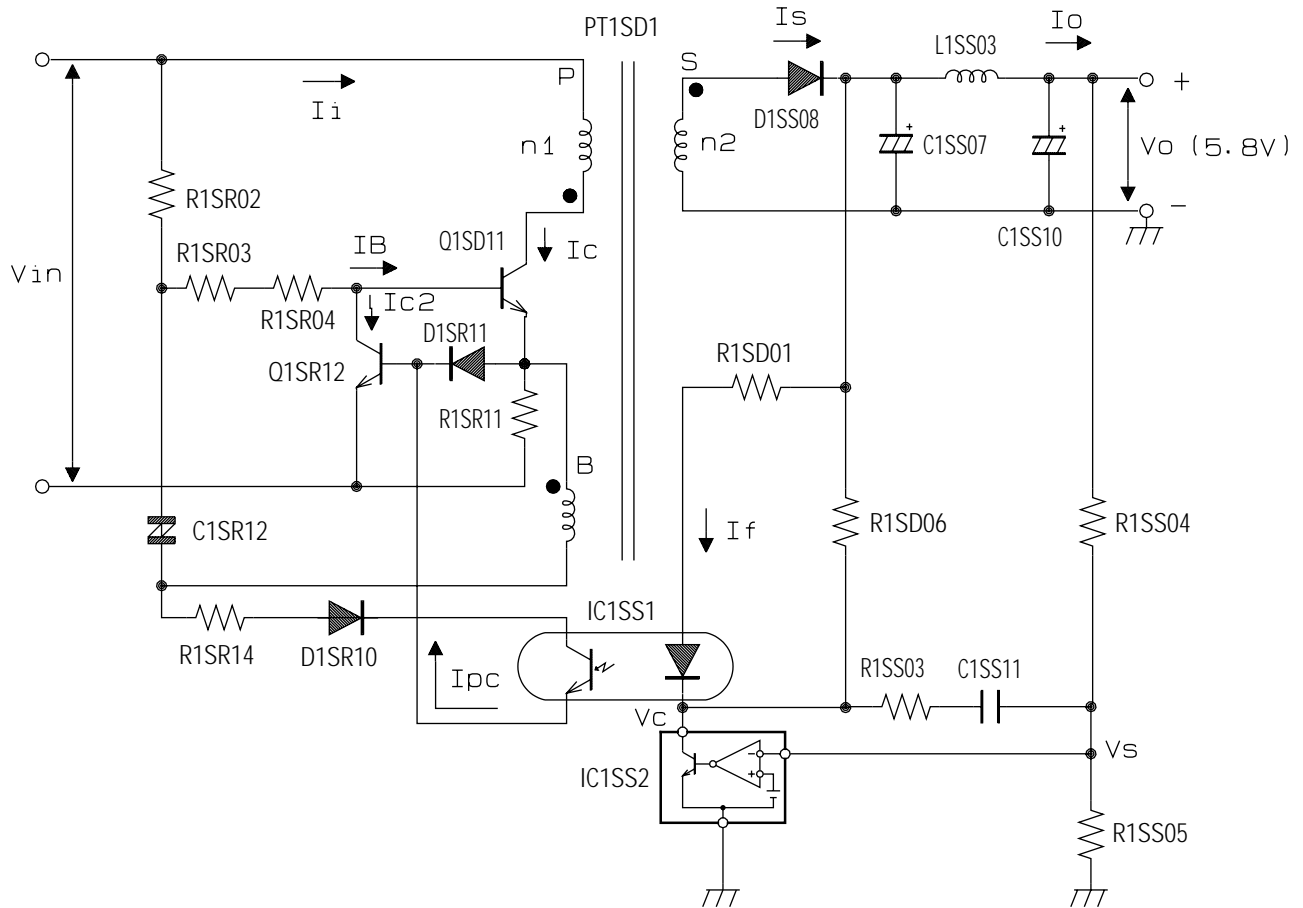 PT1SD1
Is
L1SS03
Io
Ii
P
S
D1SS08
+
n1
n2
+
C1SS07
+
Vo (5.8V)
R1SR02
-
C1SS10
Q1SD11
Ic
R1SR03
IB
Vin
R1SR04
Ic2
D1SR11
Q1SR12
R1SR11
R1SD01
B
C1SR12
If
R1SD06
R1SS04
IC1SS1
R1SR14
D1SR10
Ipc
R1SS03
C1SS11
Vc
Vs
IC1SS2
-
+
R1SS05